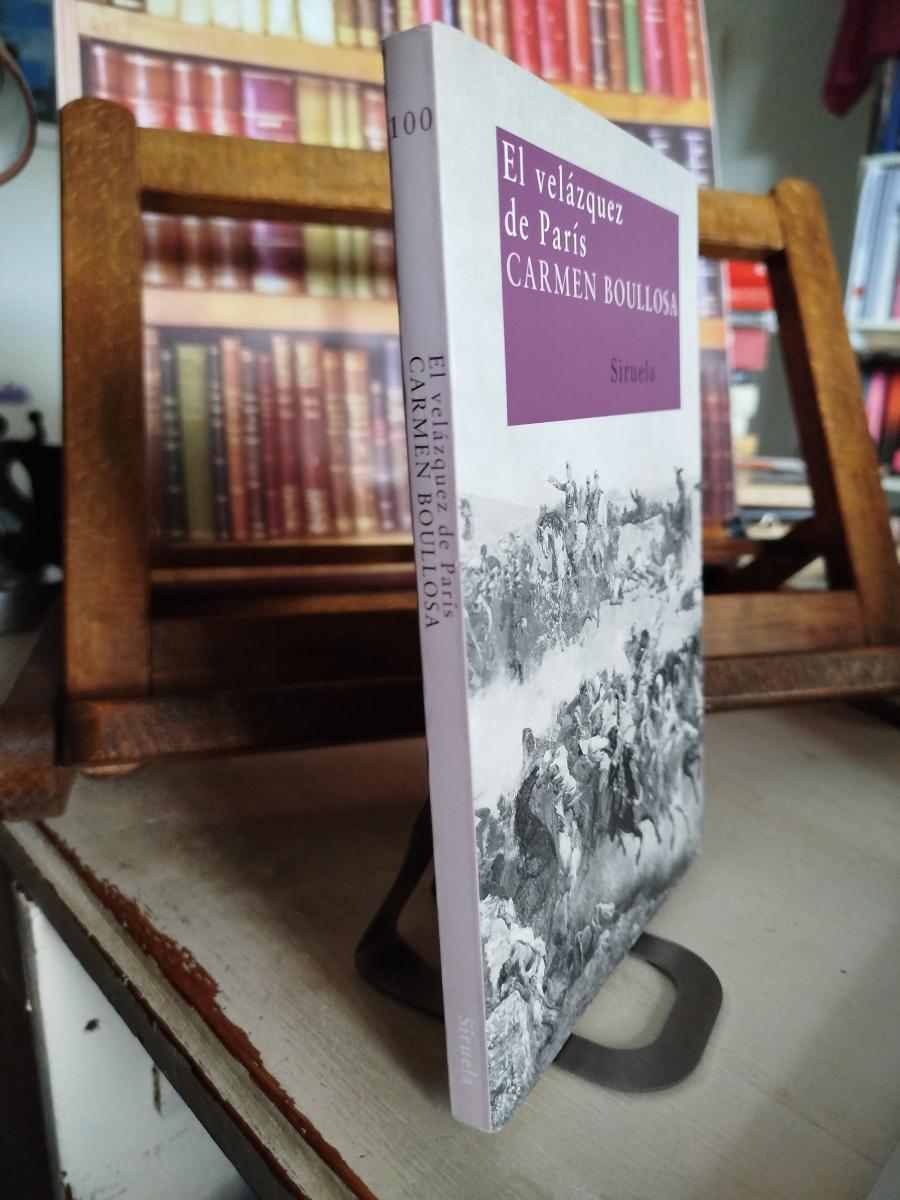 100
El velázquez de París
CARMEN BOULLOSA
Siruela
El velázquez
de París
CARMEN BOULLOSA
Siruela